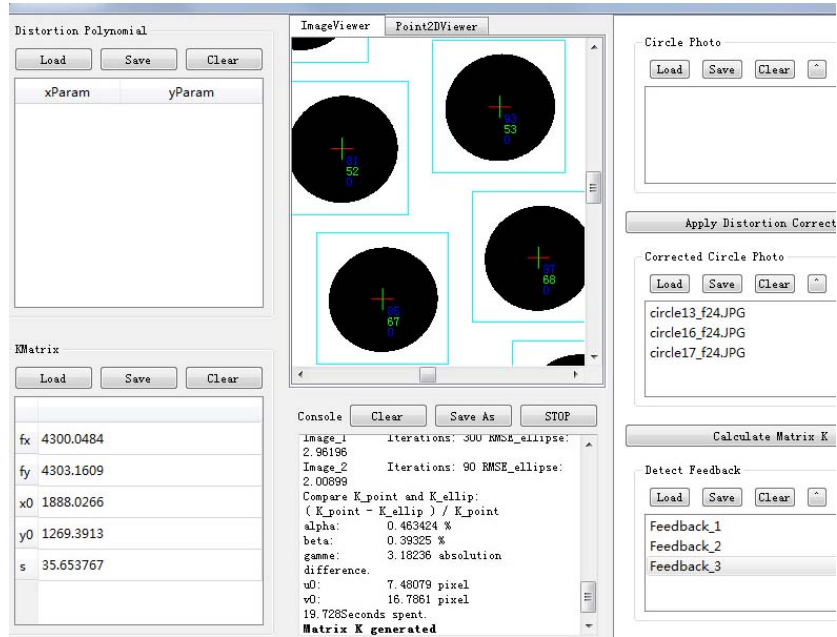 Distortion Polynomial
Load Save Clear
xParam yParam
KMatrix
Load Save Clear
fx 4300.0484
fy 4303.1609
x0 1888.0266
y0 1269.3913
s 35.653767
ImageViewer Point2DViewer
93
53
0
81
52
0
97
68
0
67
0
Console Clear Save As STOP
Image_1 Iterations: 300 RMSE_ellipse:
2.96196
Image_2 Iterations: 90 RMSE_ellipse:
2.00899
Compare K_point and K_ellip:
( K_point - K_ellip ) / K_point
alpha: 0.463424 %
beta: 0.39325 %
gamme: 3.18236 absolution
difference.
u0: 7.48079 pixel
v0: 16.7861 pixel
19.728Seconds spent.
Matrix K generated
Circle Photo
Load Save Clear ^
Apply Distortion Correct
Corrected Circle Photo
Load Save Clear ^
circle13_f24.JPG
circle16_f24.JPG
circle17_f24.JPG
Calculate Matrix K
Detect Feedback
Load Save Clear ^
Feedback_1
Feedback_2
Feedback_3